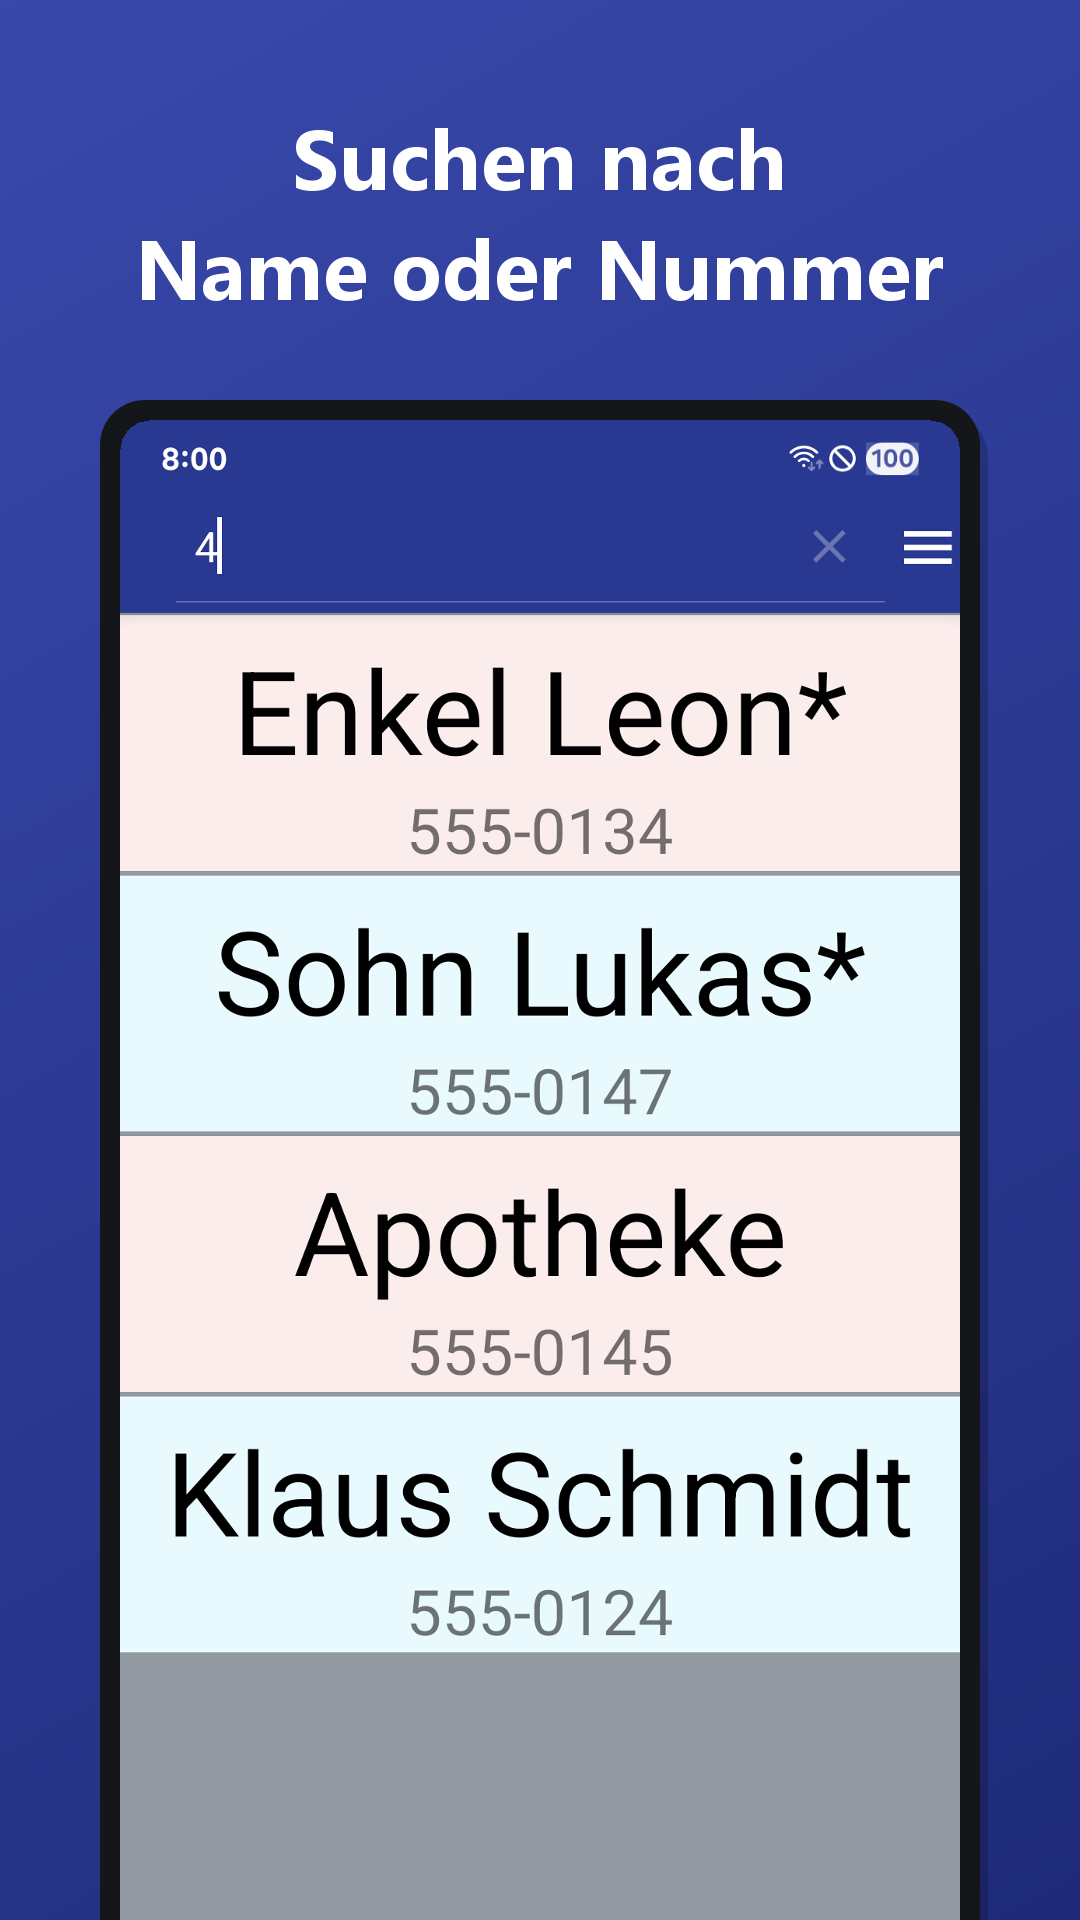 Suchen nach
Name oder Nummer
8:00
100
4
Enkel Leon*
555-0134
Sohn Lukas*
555-0147
Apotheke
555-0145
Klaus Schmidt
555-0124